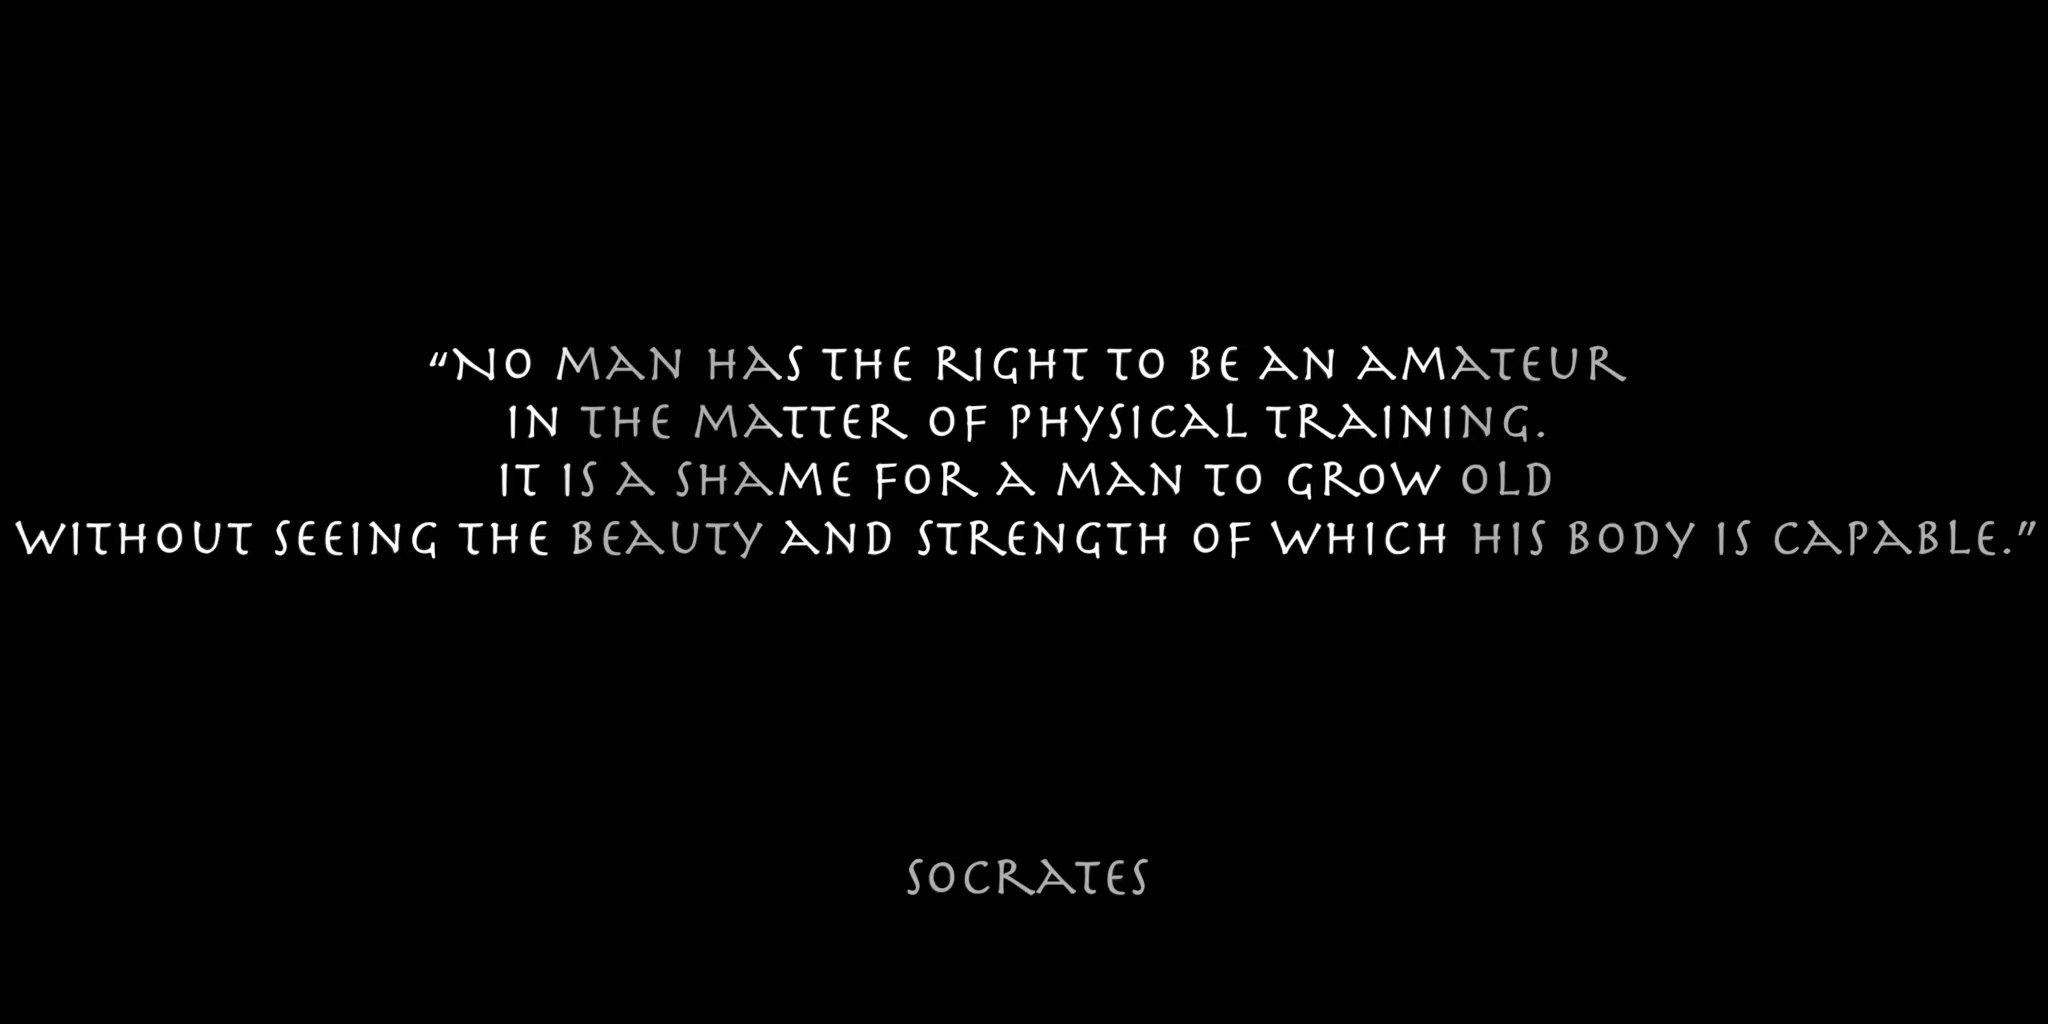 “No man has the right to be an amateur
in the matter of physical training.
It is a shame for a man to grow old
without seeing the beauty and strength of which his body is capable.”
Socrates